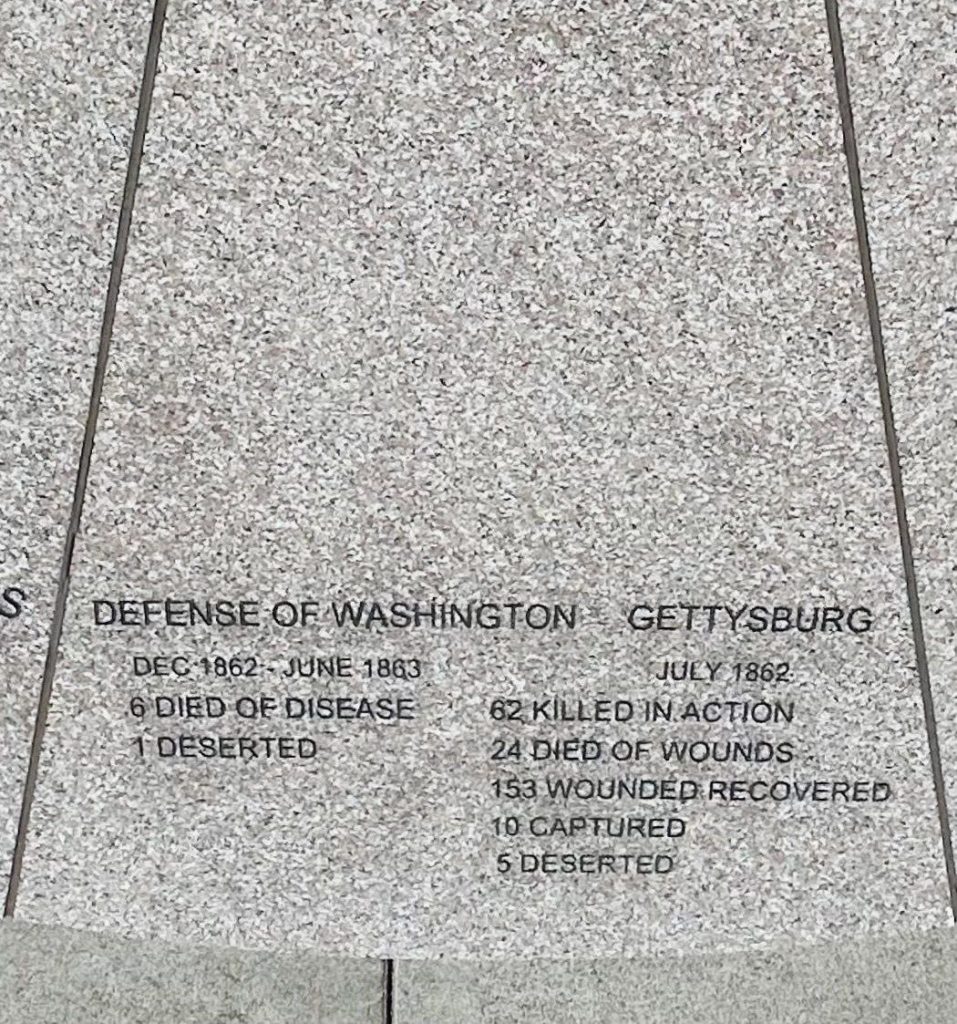 S
DEFENSE OF WASHINGTON
DEC 1862 - JUNE 1863
6 DIED OF DISEASE
1 DESERTED
GETTYSBURG
JULY 1862
62 KILLED IN ACTION
24 DIED OF WOUNDS
153 WOUNDED RECOVERED
10 CAPTURED
5 DESERTED